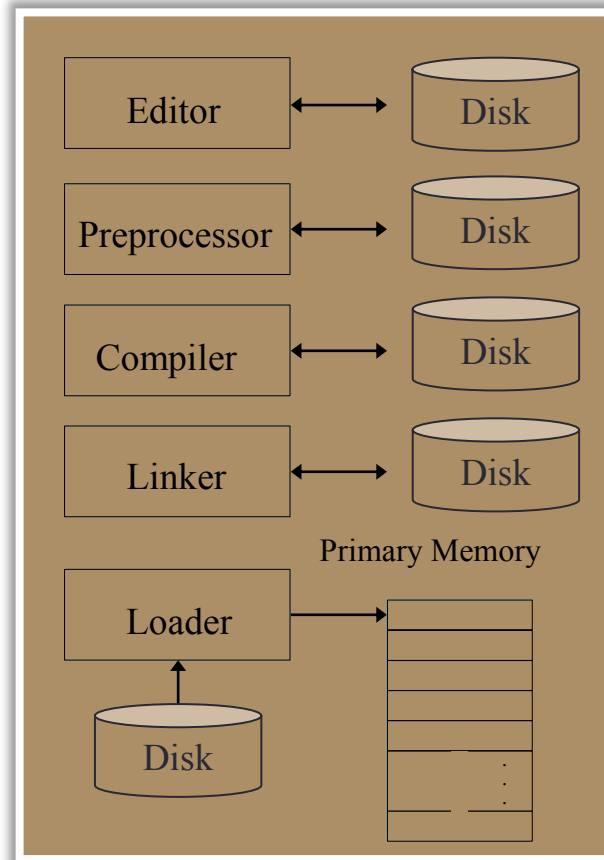 Editor
Disk
Preprocessor
Disk
Compiler
Disk
Linker
Disk
Primary Memory
Loader
Disk
.
.
.